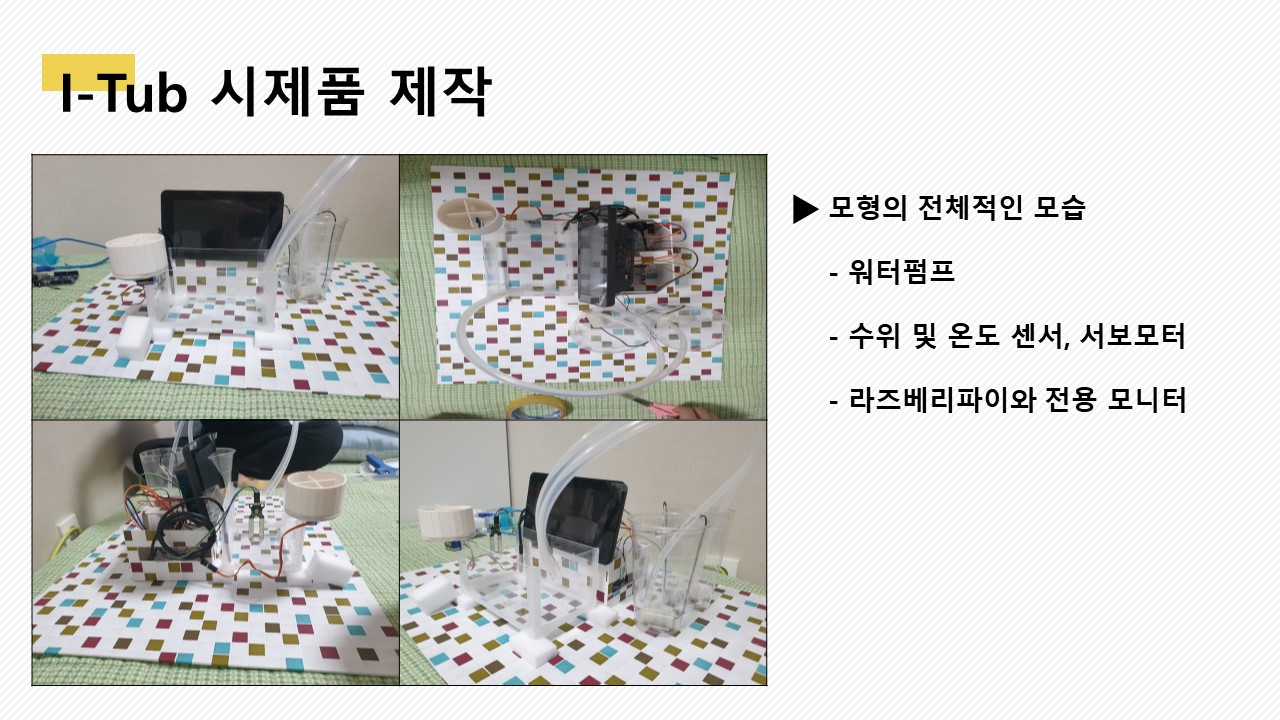 I-Tub 시제품 제작
▶ 모형의 전체적인 모습
- 워터펌프
- 수위 및 온도 센서, 서보모터
- 라즈베리파이와 전용 모니터